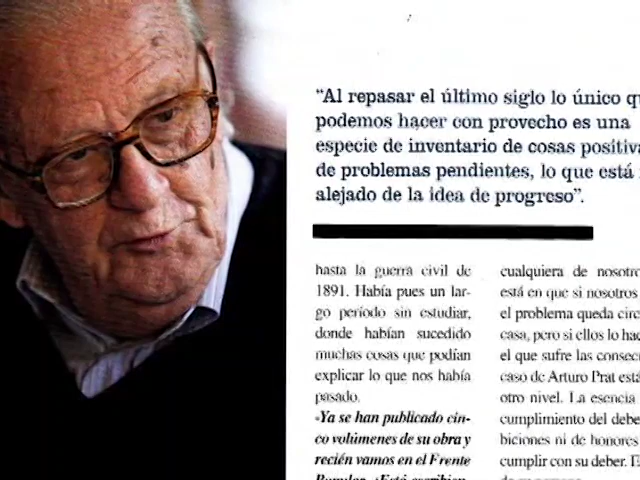 "Al repasar el último siglo lo único qu
podemos hacer con provecho es una
especie de inventario de cosas positiva
de problemas pendientes, lo que está
alejado de la idea de progreso".
hasta la guerra civil de
1891. Había pues un lar-
go período sin estudiar,
donde habían sucedido
muchas cosas que podían
explicar lo que nos había
pasado.
-Ya se han publicado cin-
co volúmenes de su obra y
recién vamos en el Frente
cualquiera de nosotro
está en que si nosotros
el problema queda circ
casa, pero si ellos lo hac
el que sufre las consec
caso de Arturo Prat está
otro nivel. La esencia
cumplimiento del debe
biciones ni de honores
cumplir con su deber.